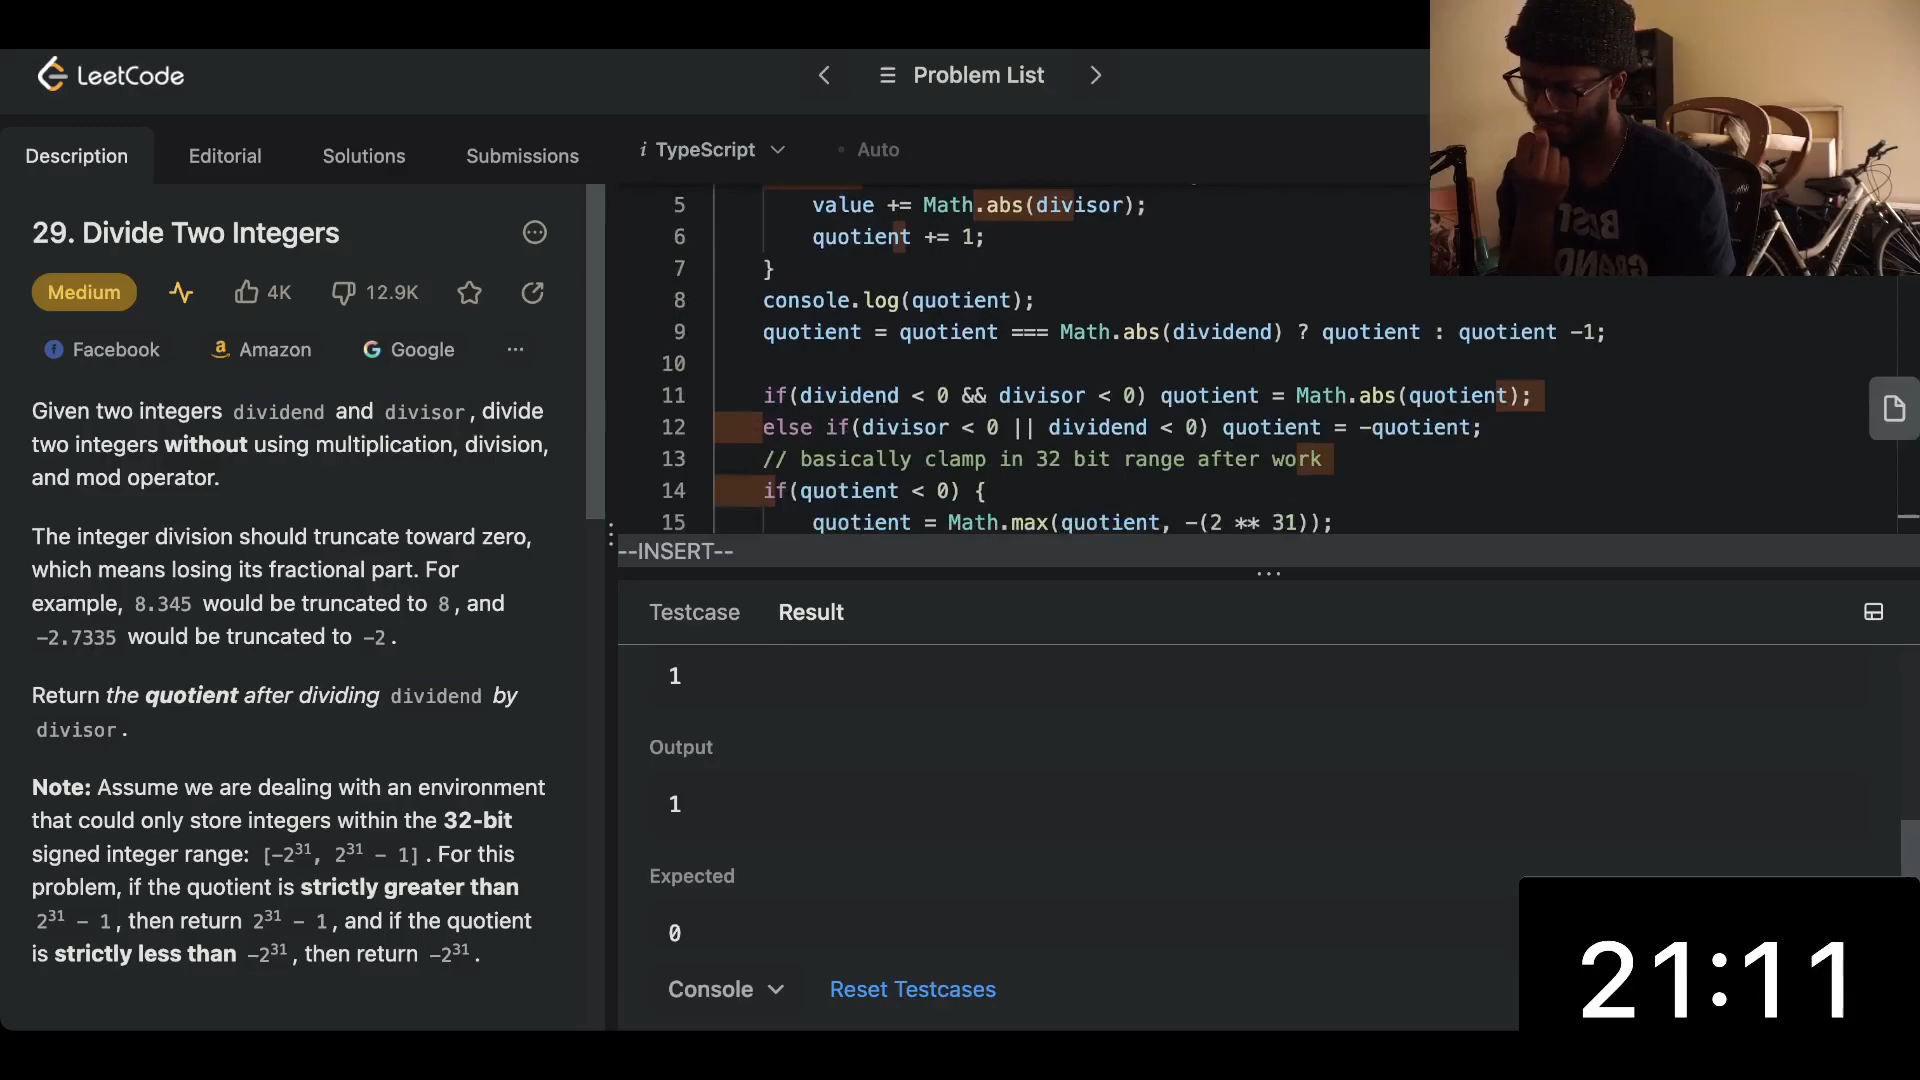 LeetCode
Problem List
Description
Editorial
Solutions
Submissions
i TypeScript
• Auto
29. Divide Two Integers
Medium
4K
12.9K
Facebook
Amazon
Google
Given two integers dividend and divisor, divide
two integers without using multiplication, division,
and mod operator.
The integer division should truncate toward zero,
which means losing its fractional part. For
example, 8.345 would be truncated to 8, and
-2.7335 would be truncated to -2.
Return the quotient after dividing dividend by
divisor.
Note: Assume we are dealing with an environment
that could only store integers within the 32-bit
signed integer range: [−2³¹, 2³¹ − 1]. For this
problem, if the quotient is strictly greater than
2³¹ − 1, then return 2³¹ − 1, and if the quotient
is strictly less than −2³¹, then return −2³¹.
5 value += Math.abs(divisor);
6 quotient += 1;
7 }
8 console.log(quotient);
9 quotient = quotient === Math.abs(dividend) ? quotient : quotient -1;
10
11 if(dividend < 0 && divisor < 0) quotient = Math.abs(quotient);
12 else if(divisor < 0 || dividend < 0) quotient = -quotient;
13 // basically clamp in 32 bit range after work
14 if(quotient < 0) {
15 quotient = Math.max(quotient, -(2 ** 31));
--INSERT--
Testcase
Result
1
Output
1
Expected
0
Console
Reset Testcases
BEST
GRAND
21:11